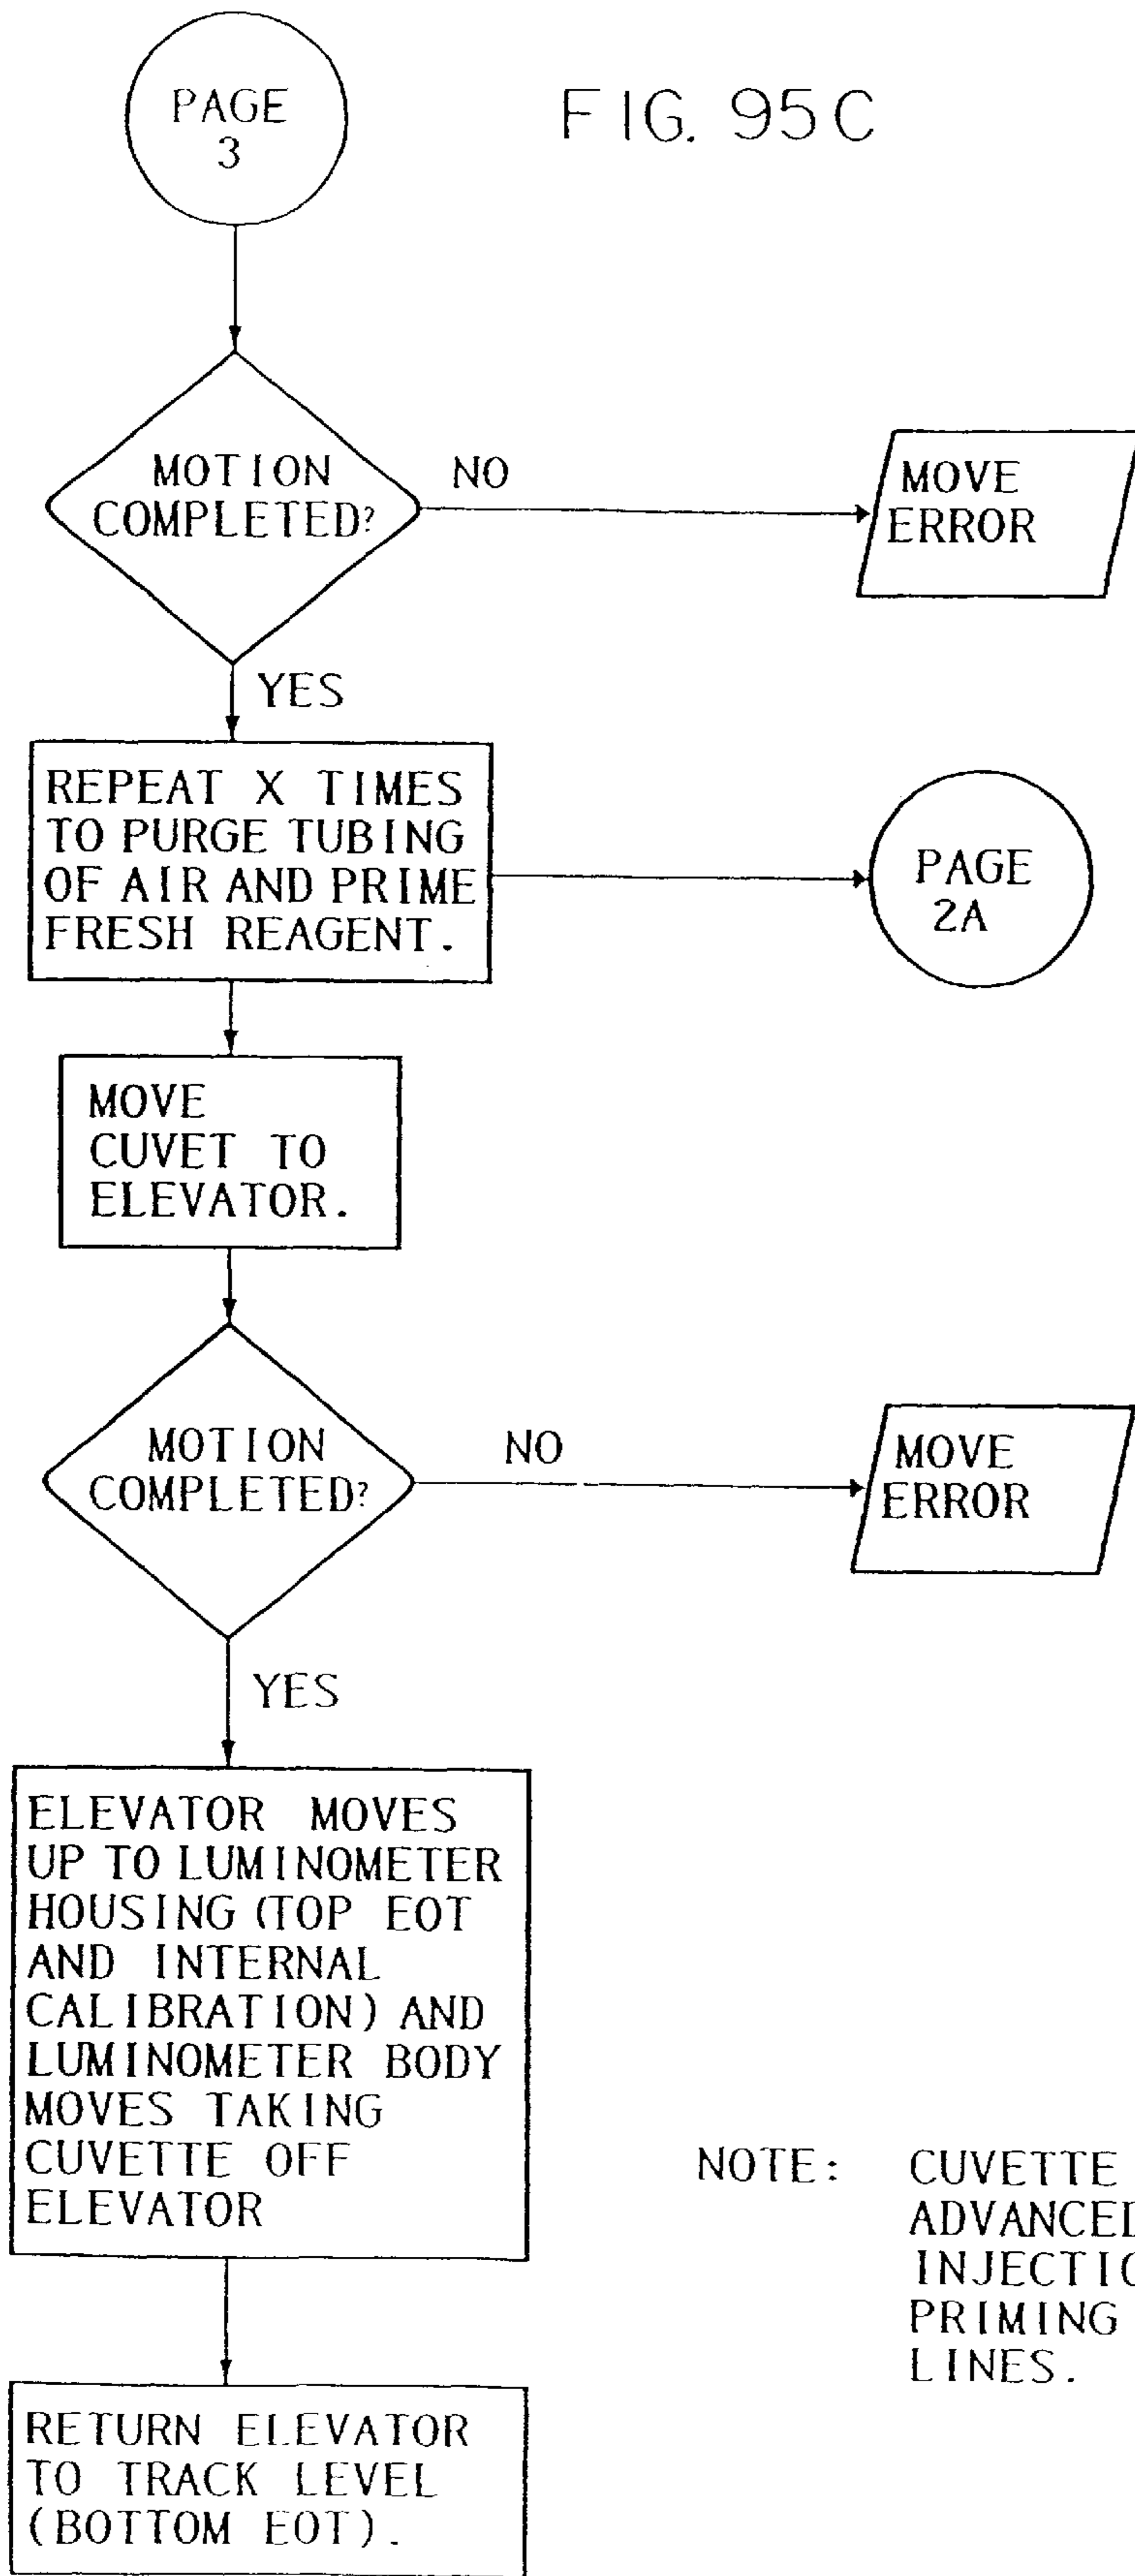 PAGE
3
FIG. 95C
MOTION
COMPLETED?
NO
MOVE
ERROR
YES
REPEAT X TIMES
TO PURGE TUBING
OF AIR AND PRIME
FRESH REAGENT.
PAGE
2A
MOVE
CUVET TO
ELEVATOR.
MOTION
COMPLETED?
NO
MOVE
ERROR
YES
ELEVATOR MOVES
UP TO LUMINOMETER
HOUSING (TOP EOT
AND INTERNAL
CALIBRATION) AND
LUMINOMETER BODY
MOVES TAKING
CUVETTE OFF
ELEVATOR
NOTE: CUVETTE
PRIMING
LINES.
RETURN ELEVATOR
TO TRACK LEVEL
(BOTTOM EOT).